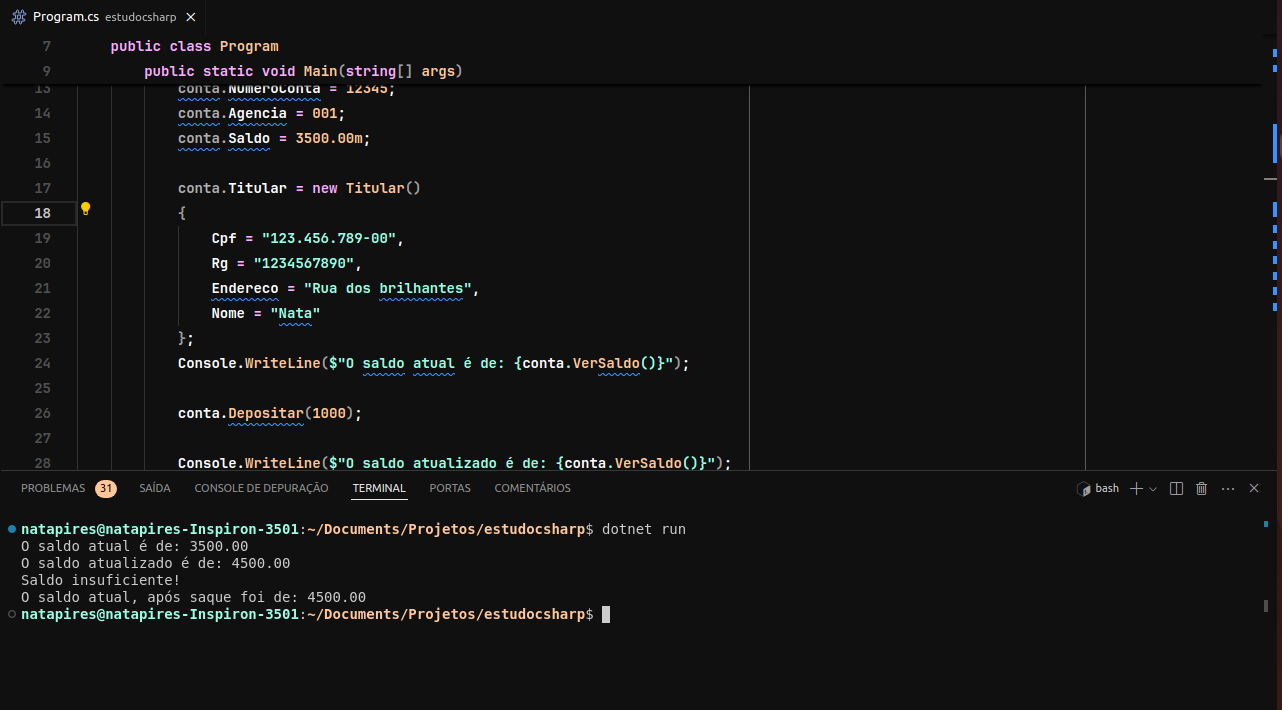 Program.cs estudocsharp
7 public class Program
9 public static void Main(string[] args)
13 conta.NumeroConta = 12345;
14 conta.Agencia = 001;
15 conta.Saldo = 3500.00m;
16
17 conta.Titular = new Titular()
18 {
19 Cpf = "123.456.789-00",
20 Rg = "1234567890",
21 Endereco = "Rua dos brilhantes",
22 Nome = "Nata"
23 };
24 Console.WriteLine($"O saldo atual é de: {conta.VerSaldo()}");
25
26 conta.Depositar(1000);
27
28 Console.WriteLine($"O saldo atualizado é de: {conta.VerSaldo()}");
PROBLEMAS 31 SAÍDA CONSOLE DE DEPURAÇÃO TERMINAL PORTAS COMENTÁRIOS bash
natapires@natapires-Inspiron-3501:~/Documents/Projetos/estudocsharp$ dotnet run
O saldo atual é de: 3500.00
O saldo atualizado é de: 4500.00
Saldo insuficiente!
O saldo atual, após saque foi de: 4500.00
natapires@natapires-Inspiron-3501:~/Documents/Projetos/estudocsharp$